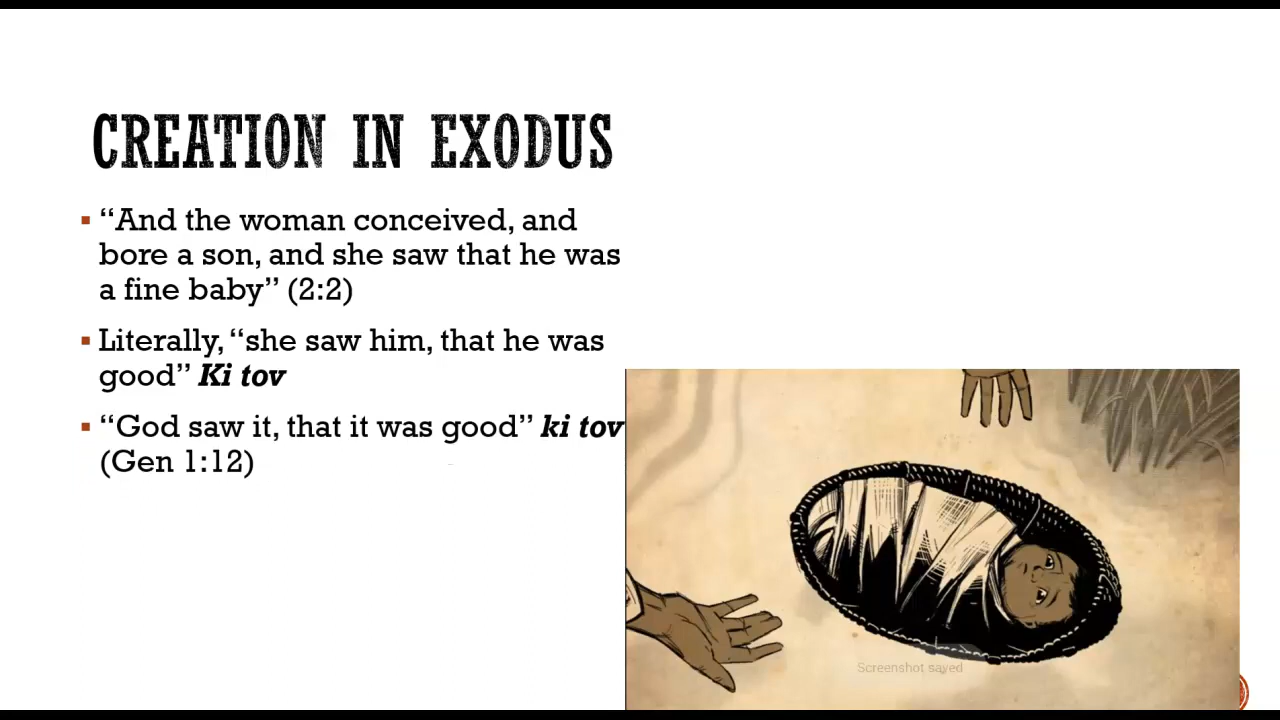 CREATION IN EXODUS
“And the woman conceived, and
bore a son, and she saw that he was
a fine baby” (2:2)
Literally, “she saw him, that he was
good” Ki tov
“God saw it, that it was good” ki tov
(Gen 1:12)
Screenshot saved